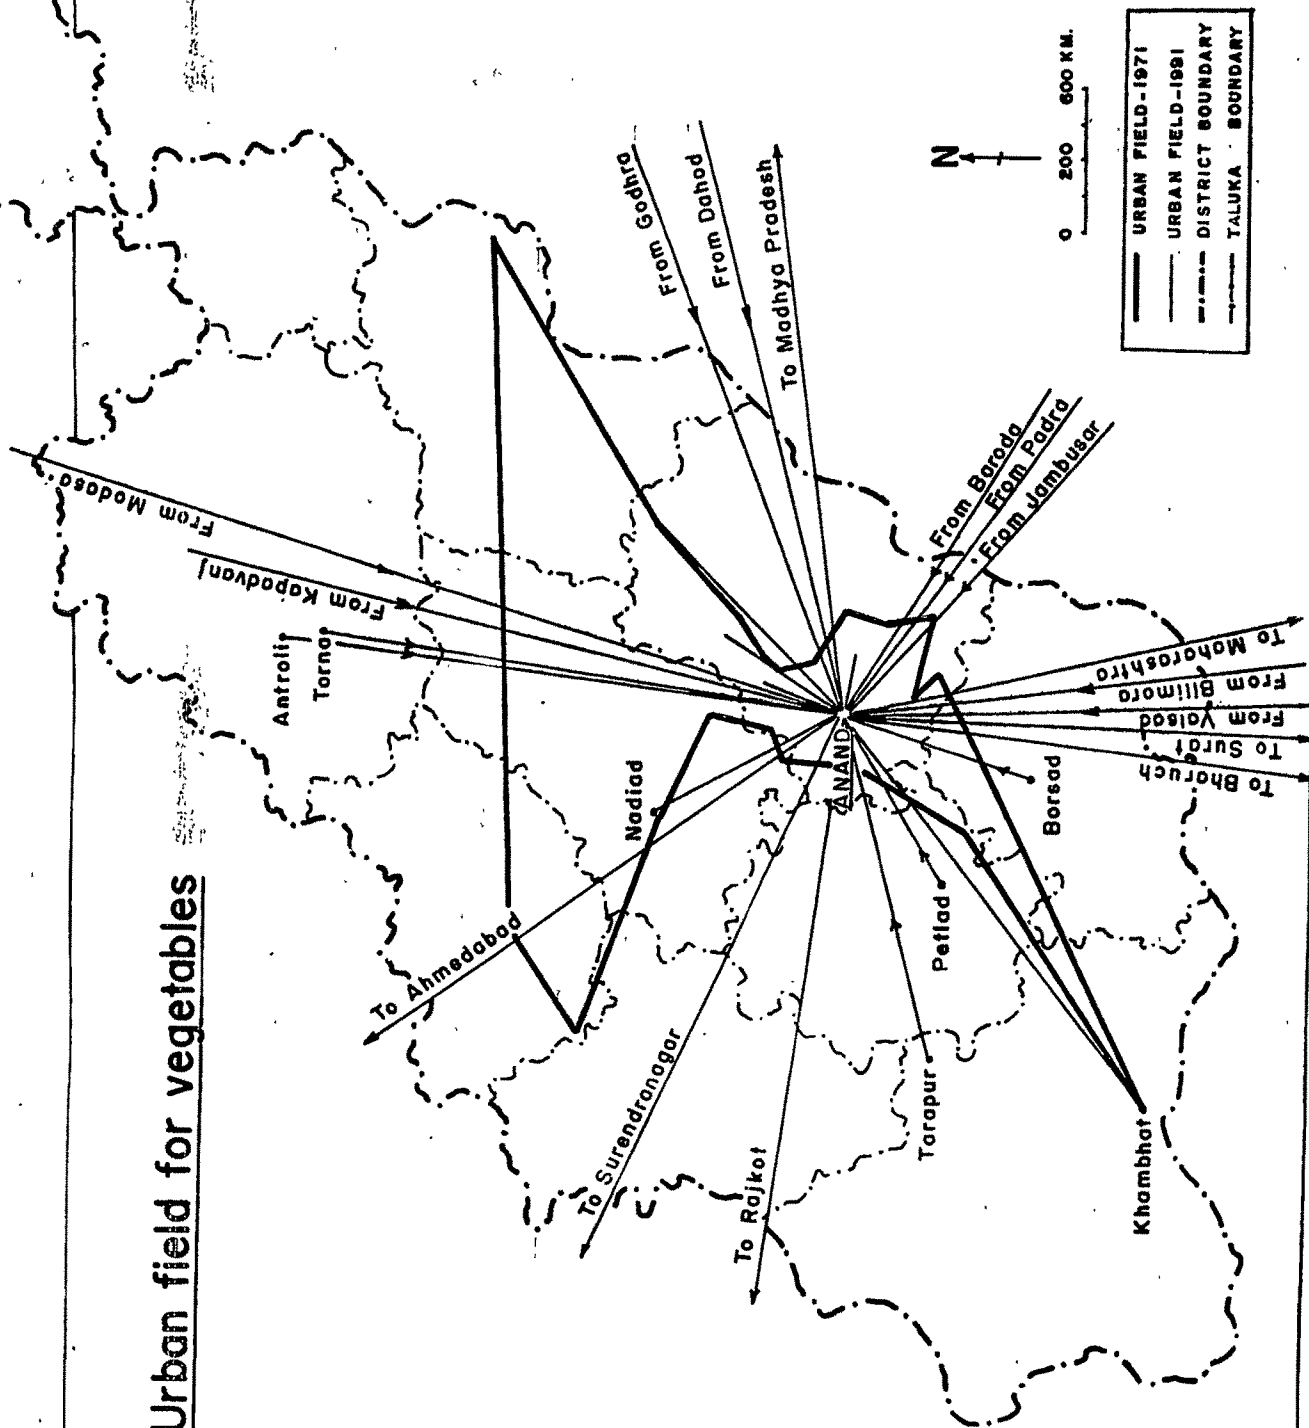 Urban field for vegetables
From Modasa
From Kapadvanj
Antroli
Torna
From Godhra
From Dahod
To Madhya Pradesh
From Baroda
From Padra
From Jambusar
To Maharashtra
From Bilimora
From Valsad
To Surat
To Bharuch
Borsad
Nadiad
ANAND
Petlad
Tarapur
Khambhat
To Ahmedabad
To Surendranagar
To Rajkot
N
0 200 600 KM.
URBAN FIELD-1971
URBAN FIELD-1991
DISTRICT BOUNDARY
TALUKA BOUNDARY